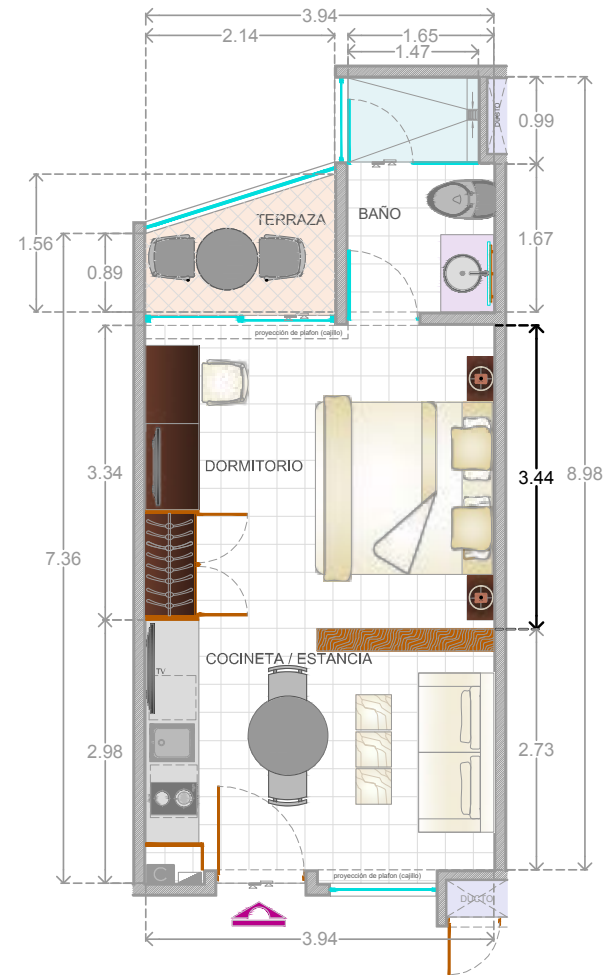 3.94
2.14
1.65
1.47
DUCTO
0.99
TERRAZA
BAÑO
1.56
0.89
1.67
proyección de plafon (cajillo)
DORMITORIO
3.34
3.44
8.98
7.36
COCINETA / ESTANCIA
TV
2.98
2.73
C
proyección de plafon (cajillo)
DUCTO
3.94